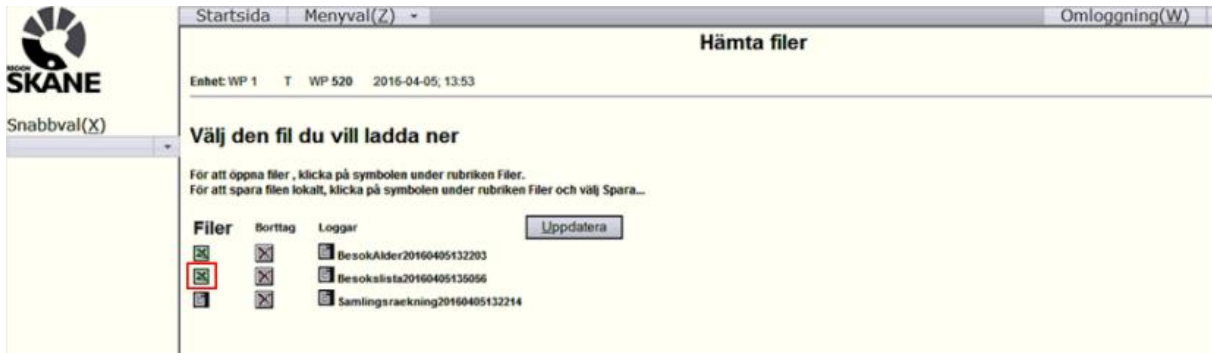 Startsida Menyval(Z) Omloggning(W)
REGION
SKÅNE
Hämta filer
Enhet: WP 1 T WP 520 2016-04-05; 13:53
Snabbval(X)
Välj den fil du vill ladda ner
För att öppna filer , klicka på symbolen under rubriken Filer.
För att spara filen lokalt, klicka på symbolen under rubriken Filer och välj Spara...
Filer Borttag Loggar Uppdatera
BesokAlder20160405132203
Besokslista20160405135056
Samlingsraekning20160405132214